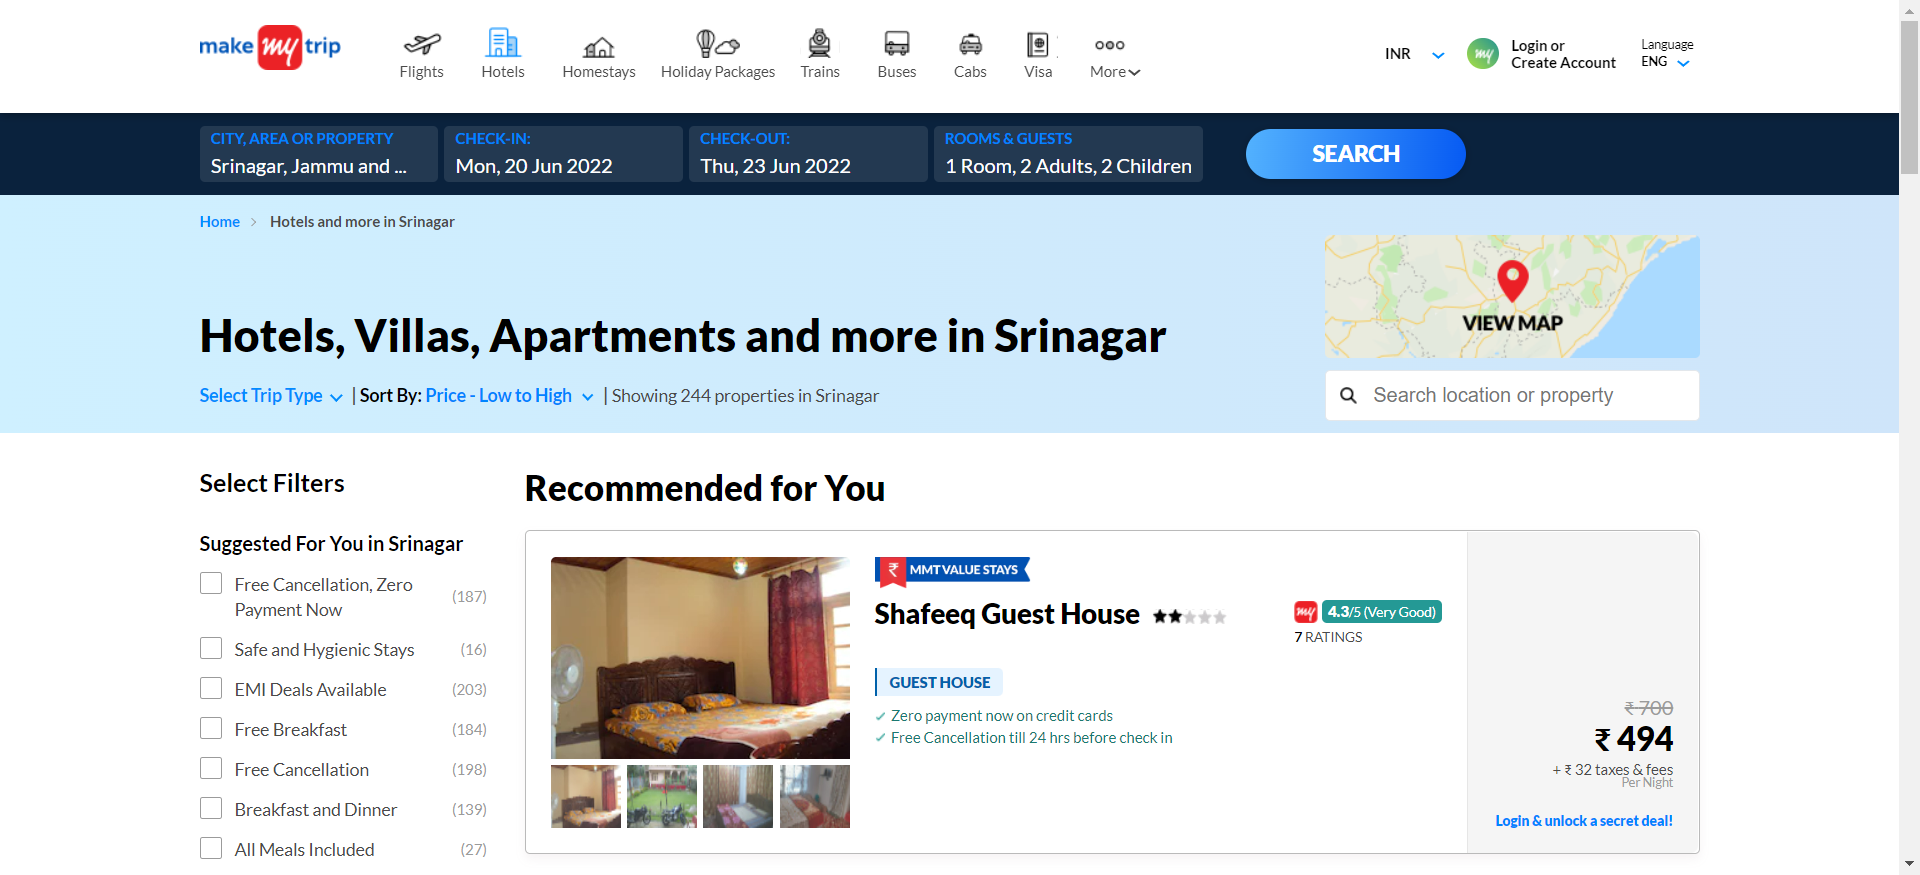 make my trip
Flights
Hotels
Homestays
Holiday Packages
Trains
Buses
Cabs
Visa
More
INR
my
Login or
Create Account
Language
ENG
CITY, AREA OR PROPERTY
Srinagar, Jammu and ...
CHECK-IN:
Mon, 20 Jun 2022
CHECK-OUT:
Thu, 23 Jun 2022
ROOMS & GUESTS
1 Room, 2 Adults, 2 Children
SEARCH
Home > Hotels and more in Srinagar
VIEW MAP
Hotels, Villas, Apartments and more in Srinagar
Select Trip Type | Sort By: Price - Low to High | Showing 244 properties in Srinagar
Search location or property
Select Filters
Suggested For You in Srinagar
Free Cancellation, Zero
Payment Now (187)
Safe and Hygienic Stays (16)
EMI Deals Available (203)
Free Breakfast (184)
Free Cancellation (198)
Breakfast and Dinner (139)
All Meals Included (27)
Recommended for You
₹ MMT VALUE STAYS
Shafeeq Guest House
my 4.3/5 (Very Good)
7 RATINGS
GUEST HOUSE
Zero payment now on credit cards
Free Cancellation till 24 hrs before check in
₹ 700
₹ 494
+ ₹ 32 taxes & fees
Per Night
Login & unlock a secret deal!